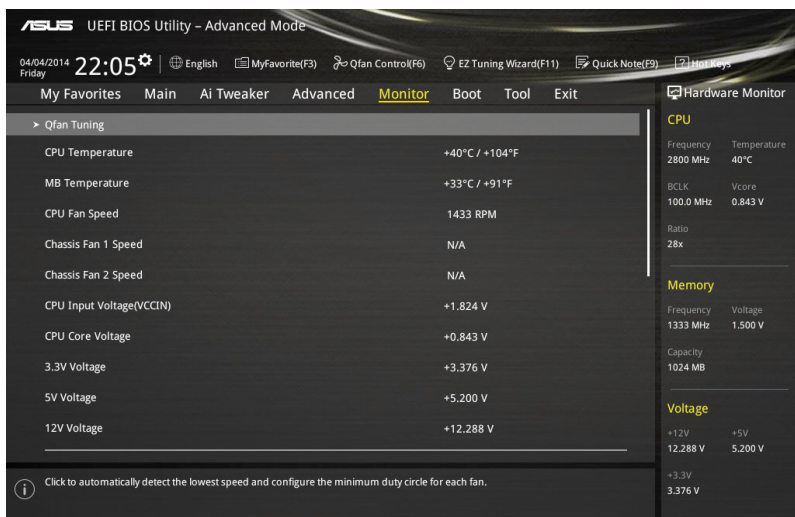 ASUS UEFI BIOS Utility – Advanced Mode
04/04/2014
Friday
22:05
English MyFavorite(F3) Qfan Control(F6) EZ Tuning Wizard(F11) Quick Note(F9) ? Hot Keys
My Favorites Main Ai Tweaker Advanced Monitor Boot Tool Exit
> Qfan Tuning
CPU Temperature +40°C / +104°F
MB Temperature +33°C / +91°F
CPU Fan Speed 1433 RPM
Chassis Fan 1 Speed N/A
Chassis Fan 2 Speed N/A
CPU Input Voltage(VCCIN) +1.824 V
CPU Core Voltage +0.843 V
3.3V Voltage +3.376 V
5V Voltage +5.200 V
12V Voltage +12.288 V
i Click to automatically detect the lowest speed and configure the minimum duty circle for each fan.
Hardware Monitor
CPU
Frequency Temperature
2800 MHz 40°C
BCLK Vcore
100.0 MHz 0.843 V
Ratio
28x
Memory
Frequency Voltage
1333 MHz 1.500 V
Capacity
1024 MB
Voltage
+12V +5V
12.288 V 5.200 V
+3.3V
3.376 V